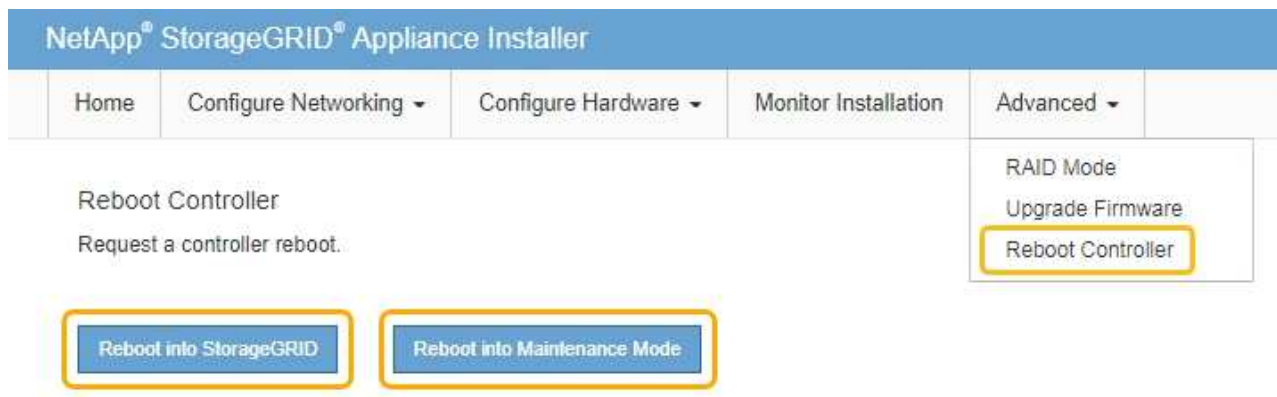 NetApp® StorageGRID® Appliance Installer
Home Configure Networking Configure Hardware Monitor Installation Advanced
RAID Mode
Upgrade Firmware
Reboot Controller
Reboot Controller
Request a controller reboot.
Reboot into StorageGRID Reboot into Maintenance Mode